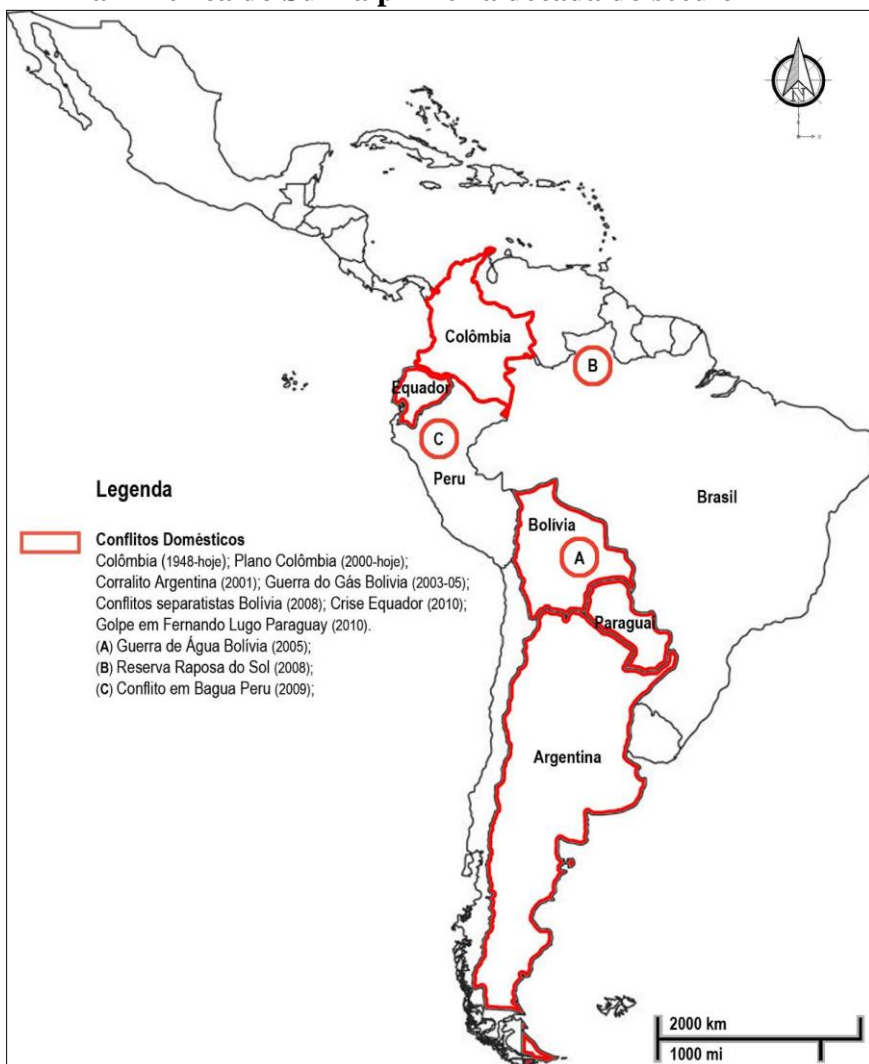 Colômbia
B
Equador
C
Peru
Brasil
Legenda
Bolívia
A
Conflitos Domésticos
Colômbia (1948-hoje); Plano Colômbia (2000-hoje);
Corralito Argentina (2001); Guerra do Gás Bolivia (2003-05);
Conflitos separatistas Bolívia (2008); Crise Equador (2010);
Golpe em Fernando Lugo Paraguay (2010).
(A) Guerra de Água Bolívia (2005);
(B) Reserva Raposa do Sol (2008);
(C) Conflito em Bagua Peru (2009);
Paraguai
Argentina
2000 km
1000 mi